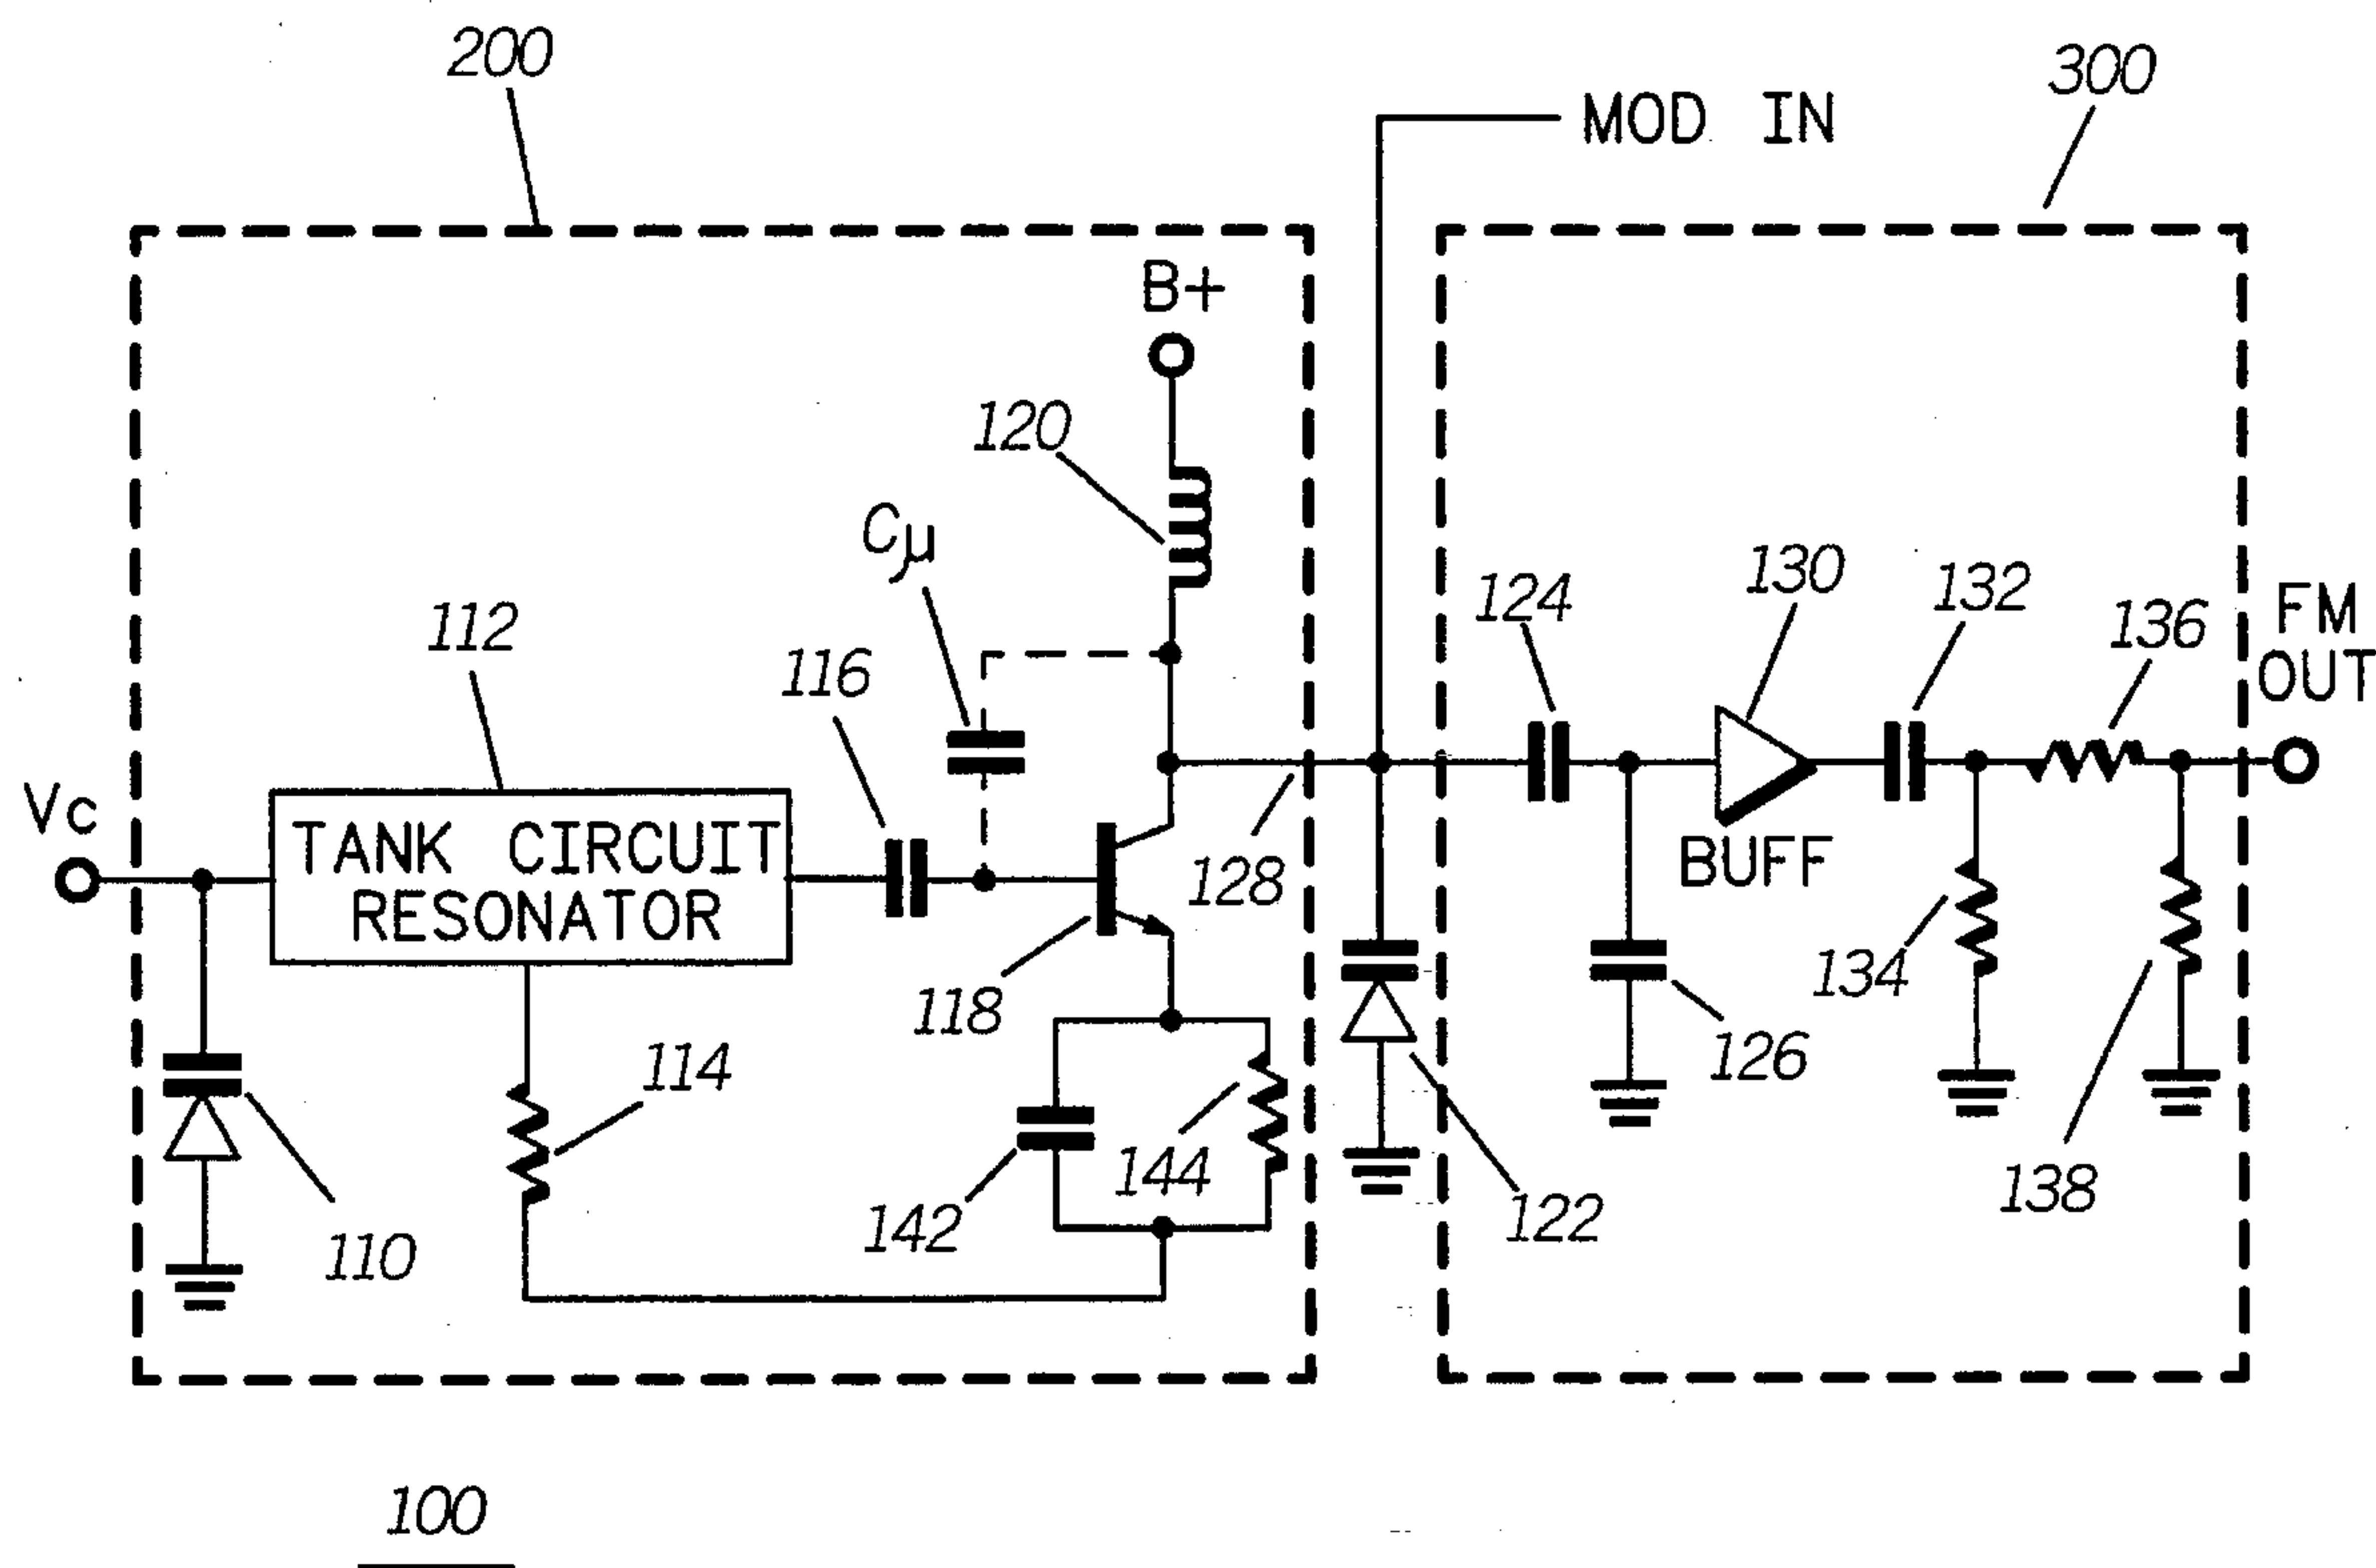 200
300
MOD IN
B+
120
Cμ
124
130
132
136
FM
OUT
112
116
Vc
TANK CIRCUIT
RESONATOR
BUFF
128
118
134
126
114
144
138
142
122
110
100